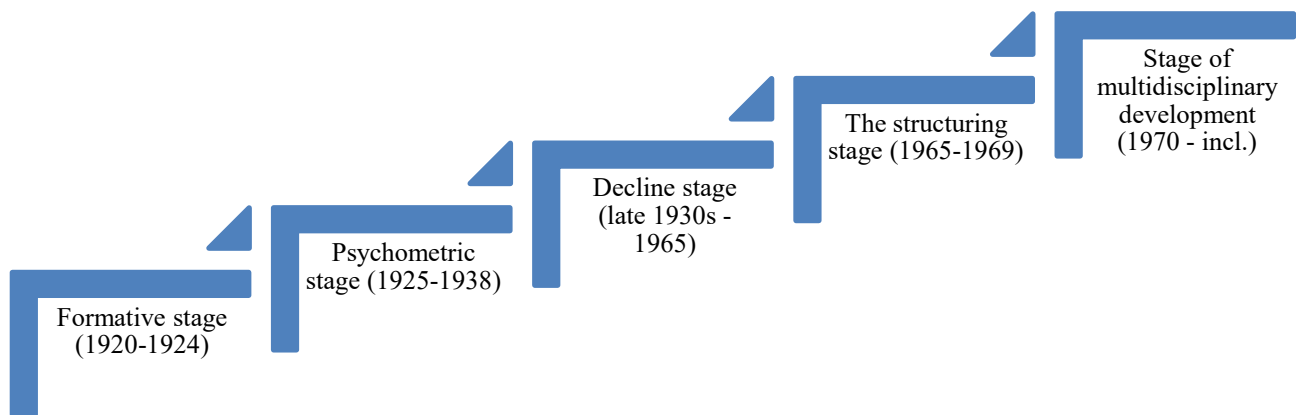 Formative stage
(1920-1924)
Psychometric
stage (1925-1938)
Decline stage
(late 1930s -
1965)
The structuring
stage (1965-1969)
Stage of
multidisciplinary
development
(1970 - incl.)